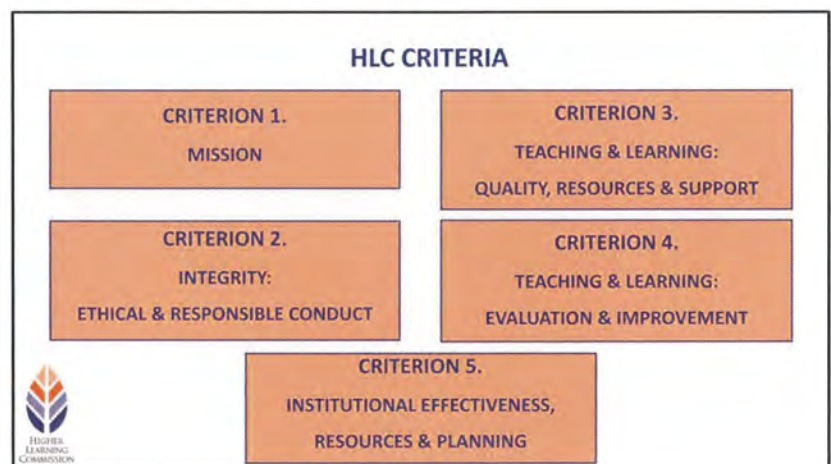 HLC CRITERIA
CRITERION 1.
MISSION
CRITERION 2.
INTEGRITY:
ETHICAL & RESPONSIBLE CONDUCT
CRITERION 3.
TEACHING & LEARNING:
QUALITY, RESOURCES & SUPPORT
CRITERION 4.
TEACHING & LEARNING:
EVALUATION & IMPROVEMENT
CRITERION 5.
INSTITUTIONAL EFFECTIVENESS,
RESOURCES & PLANNING
HIGHER
LEARNING
COMMISSION